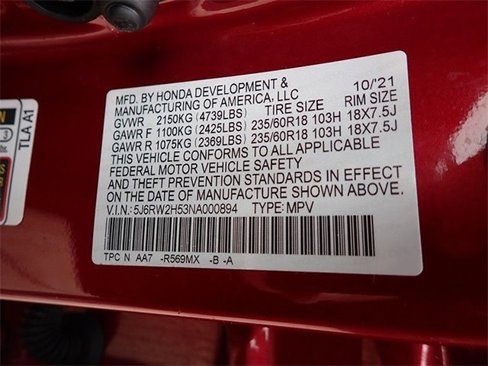 MFD. BY HONDA DEVELOPMENT & 10/'21
MANUFACTURING OF AMERICA, LLC
GVWR 2150KG (4739LBS) TIRE SIZE RIM SIZE
GAWR F 1100KG (2425LBS) 235/60R18 103H 18X7.5J
GAWR R 1075KG (2369LBS) 235/60R18 103H 18X7.5J
THIS VEHICLE CONFORMS TO ALL APPLICABLE
FEDERAL MOTOR VEHICLE SAFETY
AND THEFT PREVENTION STANDARDS IN EFFECT
ON THE DATE OF MANUFACTURE SHOWN ABOVE.
V.I.N.: 5J6RW2H53NA000894 TYPE: MPV
TPC N AA7 -R569MX -B -A
TLA A1
N
3